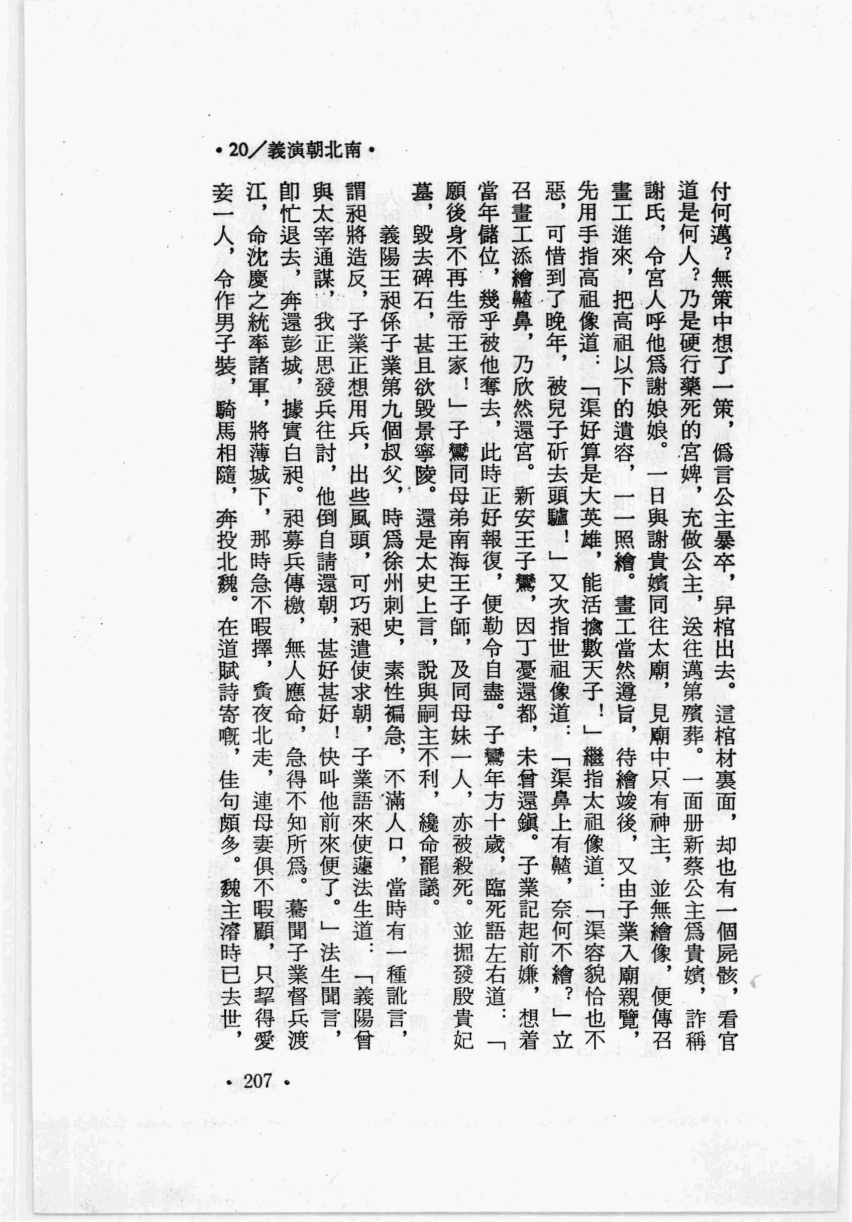 •20/義演朝北南•
付何邁？無策中想了一策，僞言公主暴卒，舁棺出去。這棺材裏面，却也有一個屍骸，看官
道是何人？乃是硬行藥死的宮婢，充做公主，送往邁第殯葬。一面册新蔡公主爲貴嬪，詐稱
謝氏，令宮人呼他爲謝娘娘。一日與謝貴嬪同往太廟，見廟中只有神主，並無繪像，便傳召
畫工進來，把高祖以下的遺容，一一照繪。畫工當然遵旨，待繪竣後，又由子業入廟親覽，
先用手指高祖像道：「渠好算是大英雄，能活擒數天子！」繼指太祖像道：「渠容貌恰也不
惡，可惜到了晚年，被兒子斫去頭驢！」又次指世祖像道：「渠鼻上有齄，奈何不繪？」立
召畫工添繪齄鼻，乃欣然還宮。新安王子鸞，因丁憂還都，未曾還鎭。子業記起前嫌，想着
當年儲位，幾乎被他奪去，此時正好報復，便勒令自盡。子鸞年方十歲，臨死語左右道：「
願後身不再生帝王家！」子鸞同母弟南海王子師，及同母妹一人，亦被殺死。並掘發殷貴妃
墓，毀去碑石，甚且欲毀景寧陵。還是太史上言，說與嗣主不利，纔命罷議。
義陽王昶係子業第九個叔父，時爲徐州刺史，素性褊急，不滿人口，當時有一種訛言，
謂昶將造反，子業正想用兵，出些風頭，可巧昶遣使求朝，子業語來使蘧法生道：「義陽曾
與太宰通謀，我正思發兵往討，他倒自請還朝，甚好甚好！快叫他前來便了。」法生聞言，
卽忙退去，奔還彭城，據實白昶。昶募兵傳檄，無人應命，急得不知所爲。驀聞子業督兵渡
江，命沈慶之統率諸軍，將薄城下，那時急不暇擇，夤夜北走，連母妻俱不暇顧，只挈得愛
妾一人，令作男子裝，騎馬相隨，奔投北魏。在道賦詩寄慨，佳句頗多。魏主濬時已去世，
•207•